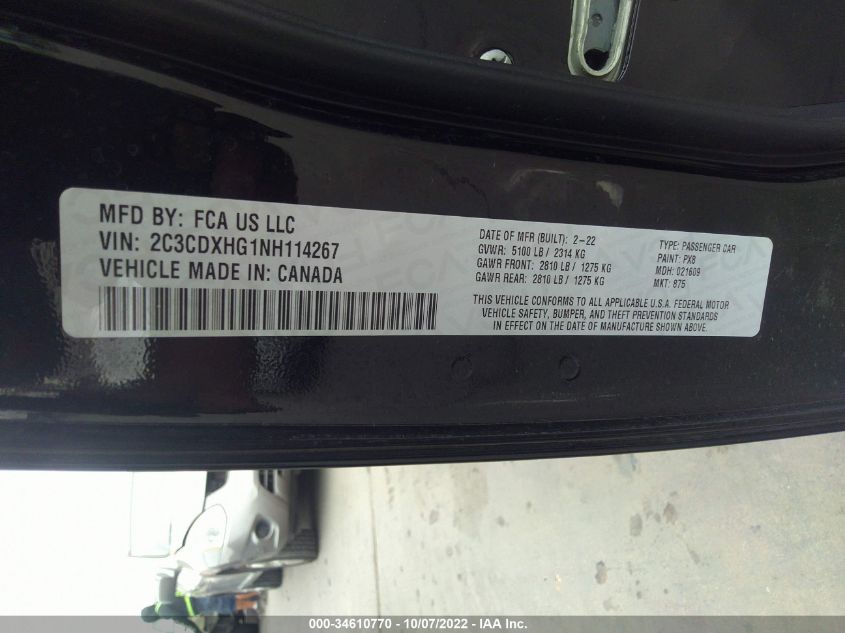 MFD BY: FCA US LLC
VIN: 2C3CDXHG1NH114267
VEHICLE MADE IN: CANADA
DATE OF MFR (BUILT): 2-22
GVWR: 5100 LB / 2314 KG
GAWR FRONT: 2810 LB / 1275 KG
GAWR REAR: 2810 LB / 1275 KG
TYPE: PASSENGER CAR
PAINT: PX8
MDH: 021609
MKT: 875
THIS VEHICLE CONFORMS TO ALL APPLICABLE U.S.A. FEDERAL MOTOR
VEHICLE SAFETY, BUMPER, AND THEFT PREVENTION STANDARDS
IN EFFECT ON THE DATE OF MANUFACTURE SHOWN ABOVE.
000-34610770 - 10/07/2022 - IAA Inc.